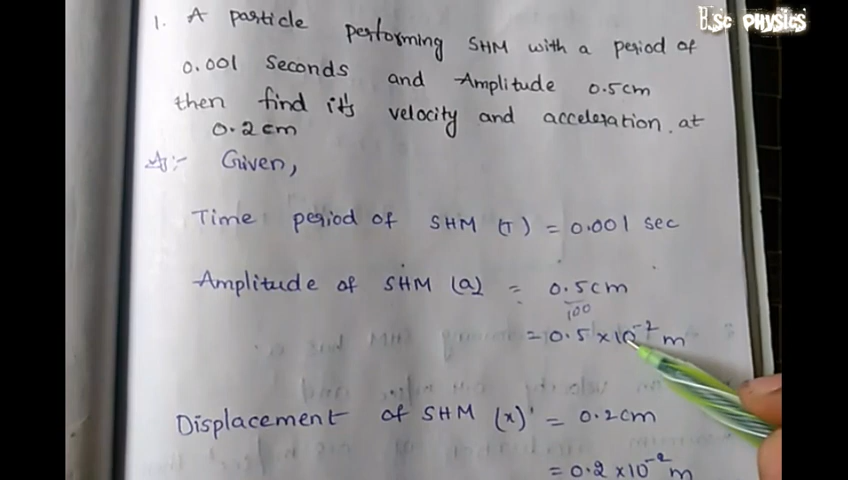 B.Sc PHYSICS
1. A particle performing SHM with a period of
0.001 Seconds and Amplitude 0.5cm
then find it's velocity and acceleration. at
0.2cm
A:- Given,
Time period of SHM (T) = 0.001 sec
Amplitude of SHM (a) = 0.5cm
100
= 0.5 × 10⁻² m
Displacement of SHM (x) = 0.2cm
= 0.2 × 10⁻² m